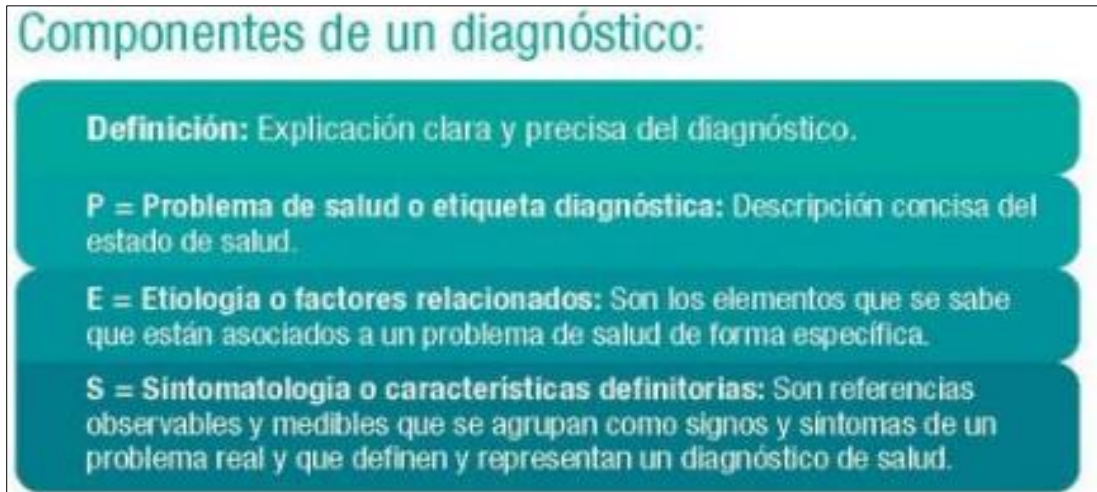 Componentes de un diagnóstico:
Definición: Explicación clara y precisa del diagnóstico.
P = Problema de salud o etiqueta diagnóstica: Descripción concisa del
estado de salud.
E = Etiología o factores relacionados: Son los elementos que se sabe
que están asociados a un problema de salud de forma específica.
S = Sintomatología o características definitorias: Son referencias
observables y medibles que se agrupan como signos y síntomas de un
problema real y que definen y representan un diagnóstico de salud.